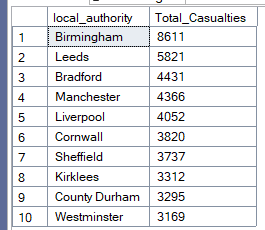 local_authority Total_Casualties
1 Birmingham 8611
2 Leeds 5821
3 Bradford 4431
4 Manchester 4366
5 Liverpool 4052
6 Cornwall 3820
7 Sheffield 3737
8 Kirklees 3312
9 County Durham 3295
10 Westminster 3169